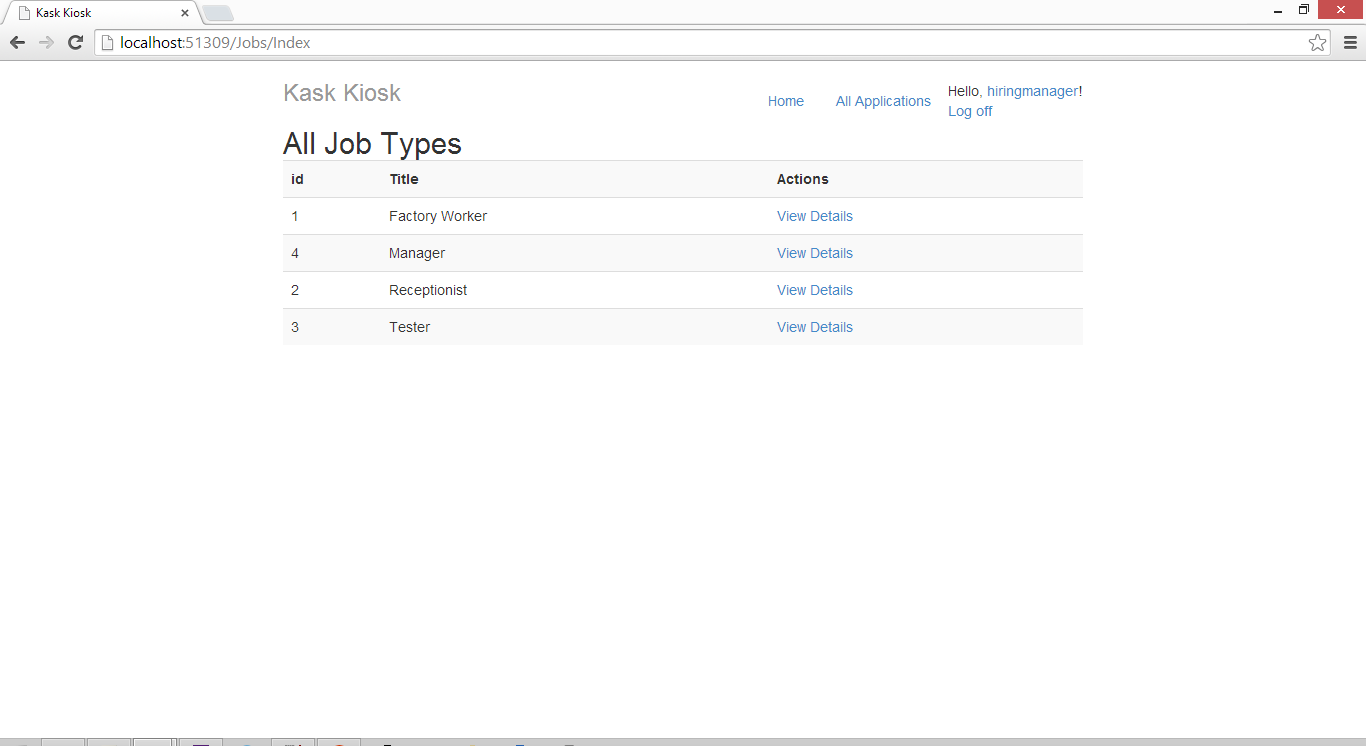 Kask Kiosk
localhost:51309/Jobs/Index
Kask Kiosk
Home All Applications
Hello, hiringmanager!
Log off
All Job Types
id Title Actions
1 Factory Worker View Details
4 Manager View Details
2 Receptionist View Details
3 Tester View Details